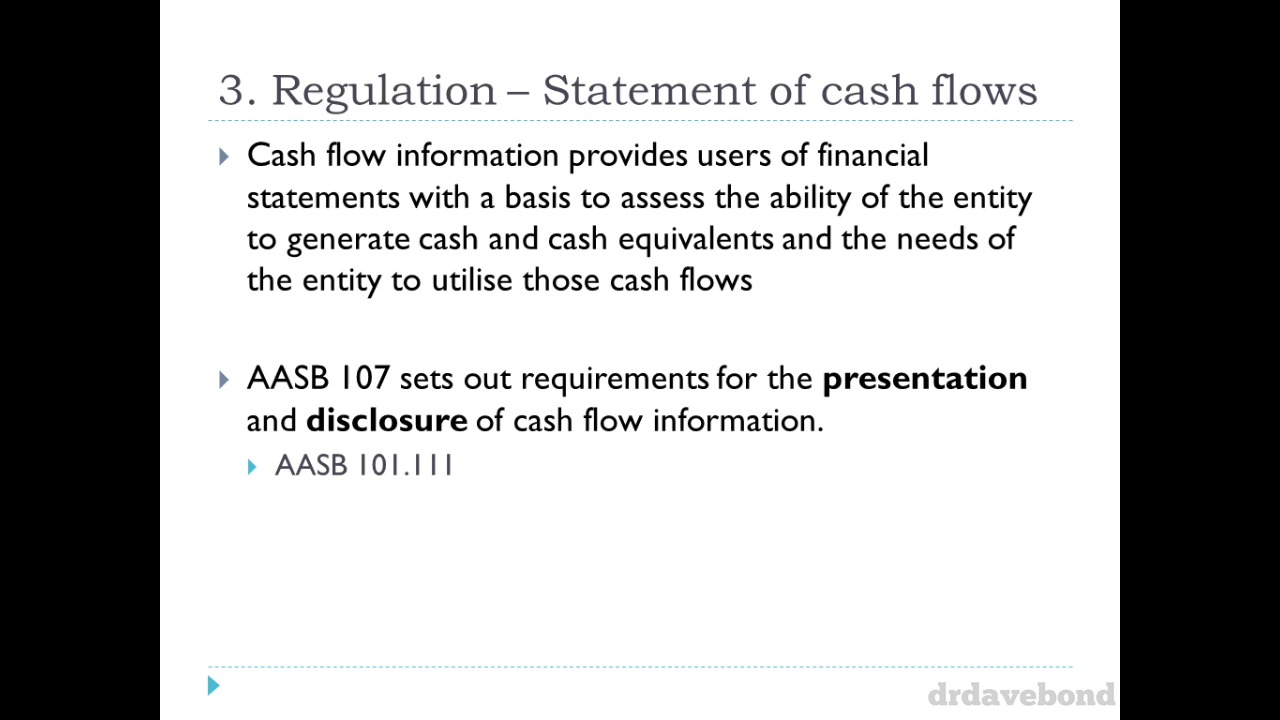 3. Regulation – Statement of cash flows
Cash flow information provides users of financial
statements with a basis to assess the ability of the entity
to generate cash and cash equivalents and the needs of
the entity to utilise those cash flows
AASB 107 sets out requirements for the presentation
and disclosure of cash flow information.
AASB 101.111
drdavebond